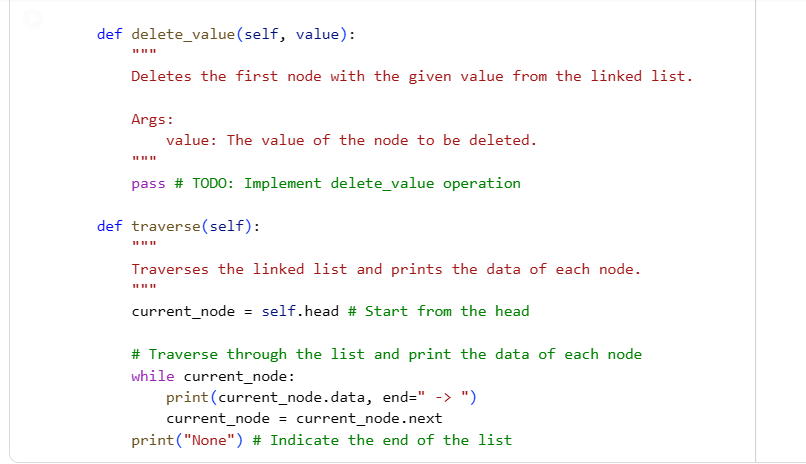 def delete_value(self, value):
"""
Deletes the first node with the given value from the linked list.
Args:
value: The value of the node to be deleted.
"""
pass # TODO: Implement delete_value operation
def traverse(self):
"""
Traverses the linked list and prints the data of each node.
"""
current_node = self.head # Start from the head
# Traverse through the list and print the data of each node
while current_node:
print(current_node.data, end=" -> ")
current_node = current_node.next
print("None") # Indicate the end of the list